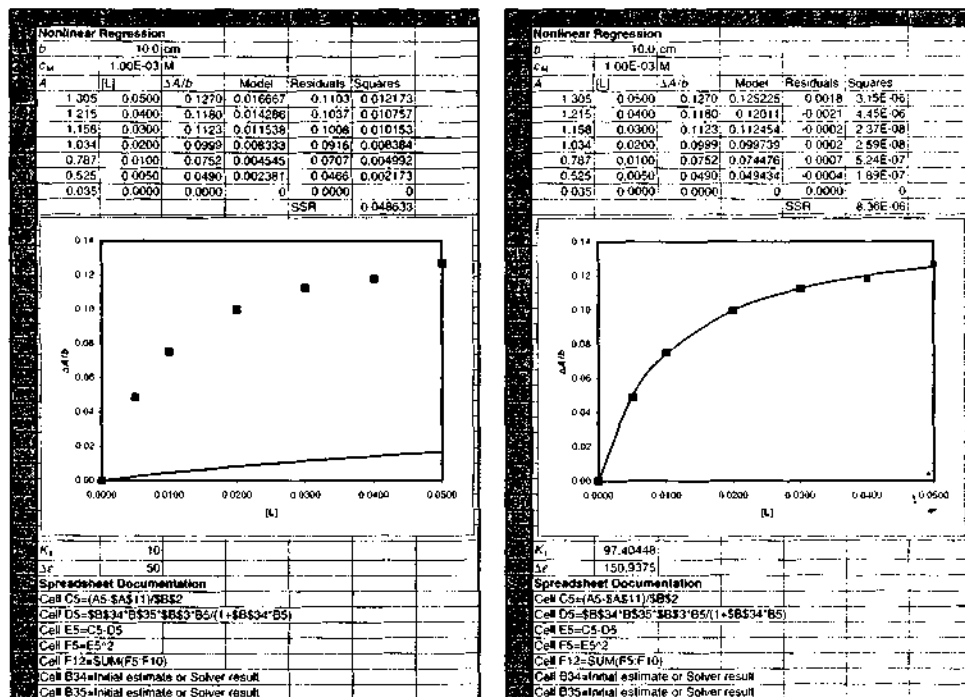 Nonlinear Regression
b 10.0 cm
cM 1.00E-03 M
A [L] ΔA/b Model Residuals Squares
1.305 0.0500 0.1270 0.016667 0.1103 0.012173
1.215 0.0400 0.1180 0.014286 0.1037 0.010757
1.158 0.0300 0.1123 0.011538 0.1008 0.010153
1.034 0.0200 0.0999 0.008333 0.0916 0.008384
0.787 0.0100 0.0752 0.004545 0.0707 0.004992
0.525 0.0050 0.0490 0.002381 0.0466 0.002173
0.035 0.0000 0.0000 0 0.0000 0
SSR 0.048633
0.14
0.12
0.10
0.08
ΔA/b
0.06
0.04
0.02
0.00
0.0000 0.0100 0.0200 0.0300 0.0400 0.0500
[L]
10
Δε 50
Spreadsheet Documentation
Cell C5=(A5-$A$11)/$B$2
Cell D5=$B$34*B$35*$B$3*B5/(1+$B$34*B5)
Cell E5=C5-D5
Cell F5=E5^2
Cell F12=SUM(F5:F10)
Cell B34=Initial estimate or Solver result
Cell B35=Initial estimate or Solver result
Nonlinear Regression
b 10.0 cm
cM 1.00E-03 M
A [L] ΔA/b Model Residuals Squares
1.305 0.0500 0.1270 0.125225 0.0018 3.15E-06
1.215 0.0400 0.1180 0.12011 -0.0021 4.45E-06
1.158 0.0300 0.1123 0.112454 -0.0002 2.37E-08
1.034 0.0200 0.0999 0.099739 0.0002 2.59E-08
0.787 0.0100 0.0752 0.074476 0.0007 5.24E-07
0.525 0.0050 0.0490 0.049434 -0.0004 1.89E-07
0.035 0.0000 0.0000 0 0.0000 0
SSR 8.36E-06
0.14
0.12
0.10
0.08
ΔA/b
0.06
0.04
0.02
0.00
0.0000 0.0100 0.0200 0.0300 0.0400 0.0500
[L]
97.40448
Δε 150.9375
Spreadsheet Documentation
Cell C5=(A5-$A$11)/$B$2
Cell D5=$B$34*B$35*$B$3*B5/(1+$B$34*B5)
Cell E5=C5-D5
Cell F5=E5^2
Cell F12=SUM(F5:F10)
Cell B34=Initial estimate or Solver result
Cell B35=Initial estimate or Solver result